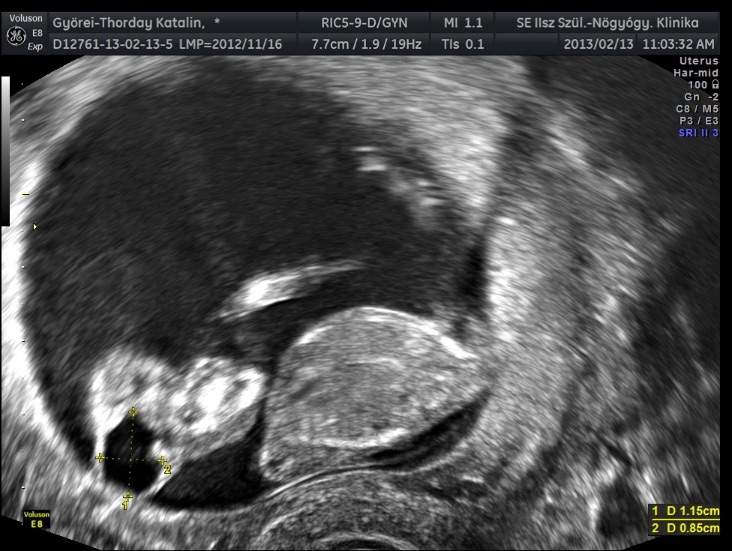 Voluson
E8
Exp
Györei-Thorday Katalin, *
RIC5-9-D/GYN
MI 1.1
SE IIsz Szül.-Nögyógy. Klinika
D12761-13-02-13-5 LMP=2012/11/16
7.7cm / 1.9 / 19Hz
TIs 0.1
2013/02/13 11:03:32 AM
Uterus
Har-mid
100
Gn -2
C8 / M5
P3 / E3
SRI II 3
2
1
Voluson
E8
1 D 1.15cm
2 D 0.85cm